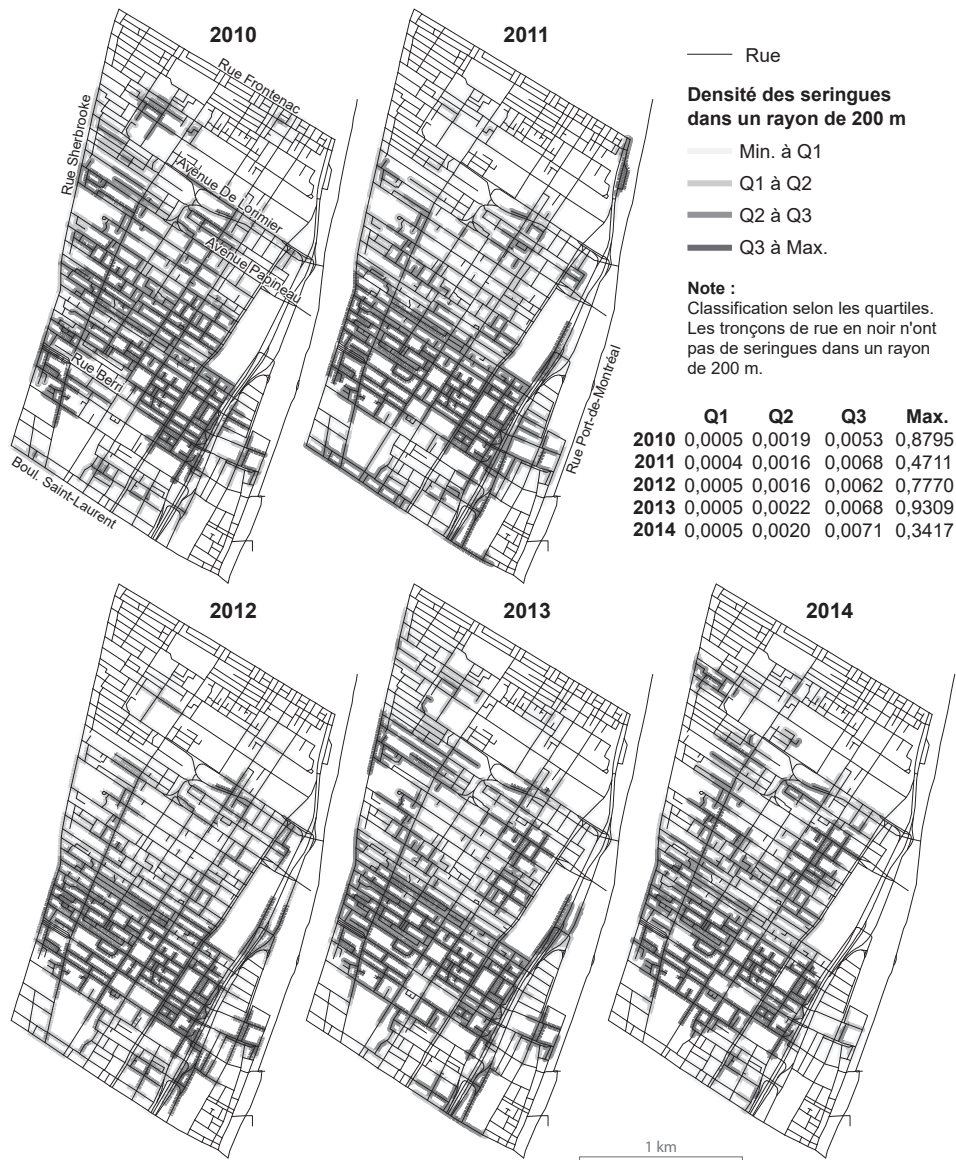 2010
2011
Rue Frontenac
Rue Sherbrooke
Avenue De Lorimier
Avenue Papineau
Rue Berri
Boul. Saint-Laurent
Rue Port-de-Montréal
Rue
Densité des seringues
dans un rayon de 200 m
Min. à Q1
Q1 à Q2
Q2 à Q3
Q3 à Max.
Note :
Classification selon les quartiles.
Les tronçons de rue en noir n'ont
pas de seringues dans un rayon
de 200 m.
Q1 Q2 Q3 Max.
2010 0,0005 0,0019 0,0053 0,8795
2011 0,0004 0,0016 0,0068 0,4711
2012 0,0005 0,0016 0,0062 0,7770
2013 0,0005 0,0022 0,0068 0,9309
2014 0,0005 0,0020 0,0071 0,3417
2012
2013
2014
1 km